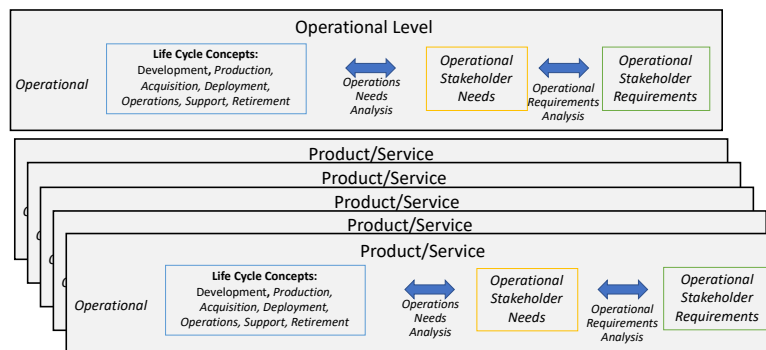 Operational Level
Life Cycle Concepts:
Development, Production,
Acquisition, Deployment,
Operations, Support, Retirement
Operational
Operations
Needs
Analysis
Operational
Stakeholder
Needs
Operational
Requirements
Analysis
Operational
Stakeholder
Requirements
Product/Service
Product/Service
Product/Service
Product/Service
Product/Service
Life Cycle Concepts:
Development, Production,
Acquisition, Deployment,
Operations, Support, Retirement
Operational
Operations
Needs
Analysis
Operational
Stakeholder
Needs
Operational
Requirements
Analysis
Operational
Stakeholder
Requirements